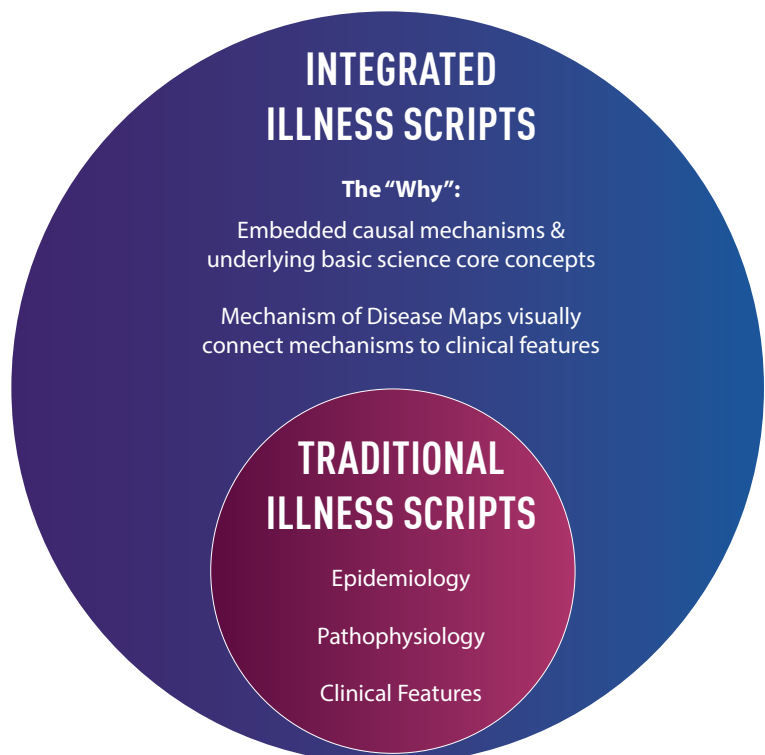 INTEGRATED
ILLNESS SCRIPTS
The “Why”:
Embedded causal mechanisms &
underlying basic science core concepts
Mechanism of Disease Maps visually
connect mechanisms to clinical features
TRADITIONAL
ILLNESS SCRIPTS
Epidemiology
Pathophysiology
Clinical Features